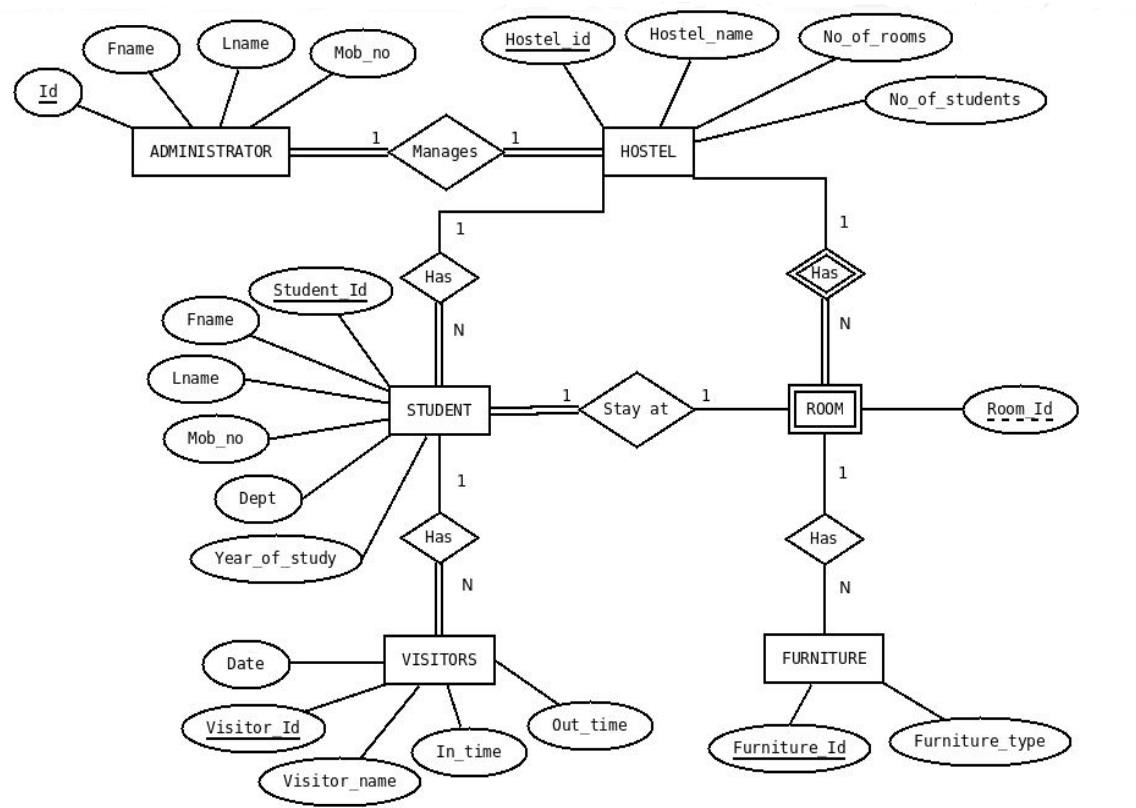 Fname
Lname
Mob_no
Id
ADMINISTRATOR
1
Manages
1
Hostel_id
Hostel_name
No_of_rooms
No_of_students
HOSTEL
1
Has
N
1
Has
N
Student_Id
Fname
Lname
Mob_no
Dept
Year_of_study
STUDENT
1
Stay at
1
ROOM
Room_Id
1
Has
N
1
Has
N
VISITORS
Date
Visitor_Id
Visitor_name
In_time
Out_time
FURNITURE
Furniture_Id
Furniture_type